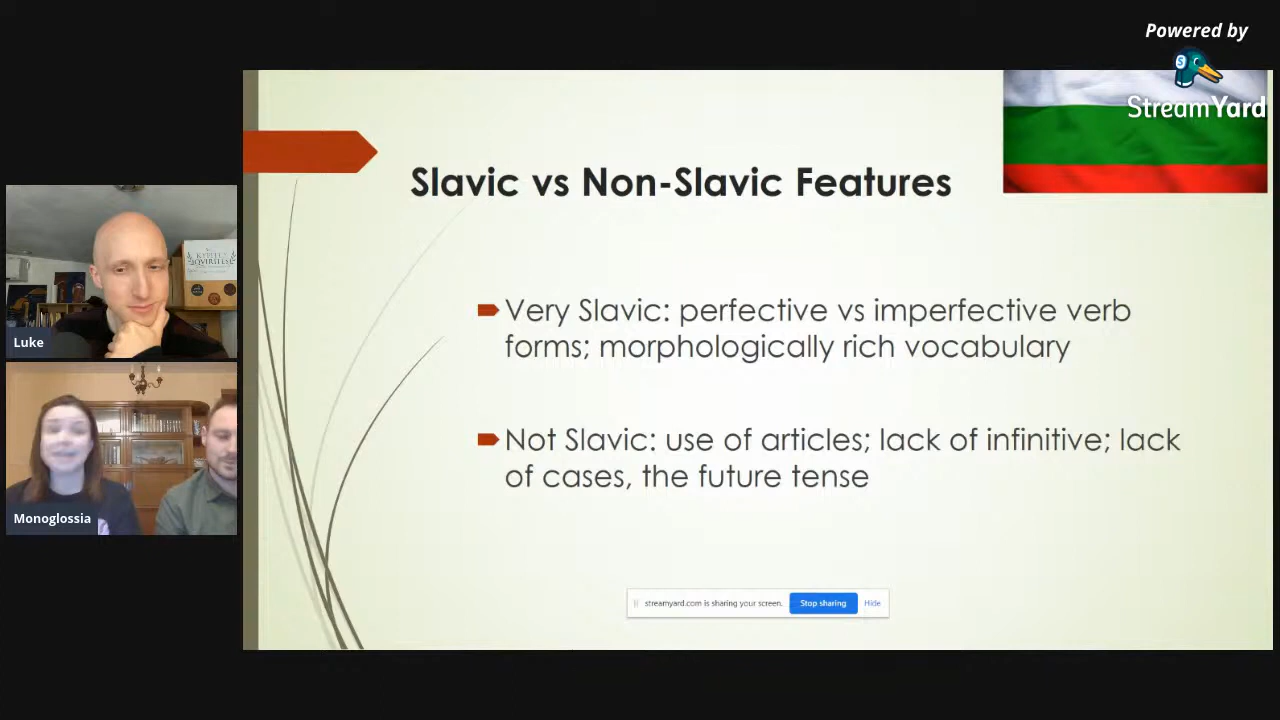 Powered by
StreamYard
Slavic vs Non-Slavic Features
Very Slavic: perfective vs imperfective verb
forms; morphologically rich vocabulary
Not Slavic: use of articles; lack of infinitive; lack
of cases, the future tense
Luke
Monoglossia
streamyard.com is sharing your screen.
Stop sharing
Hide